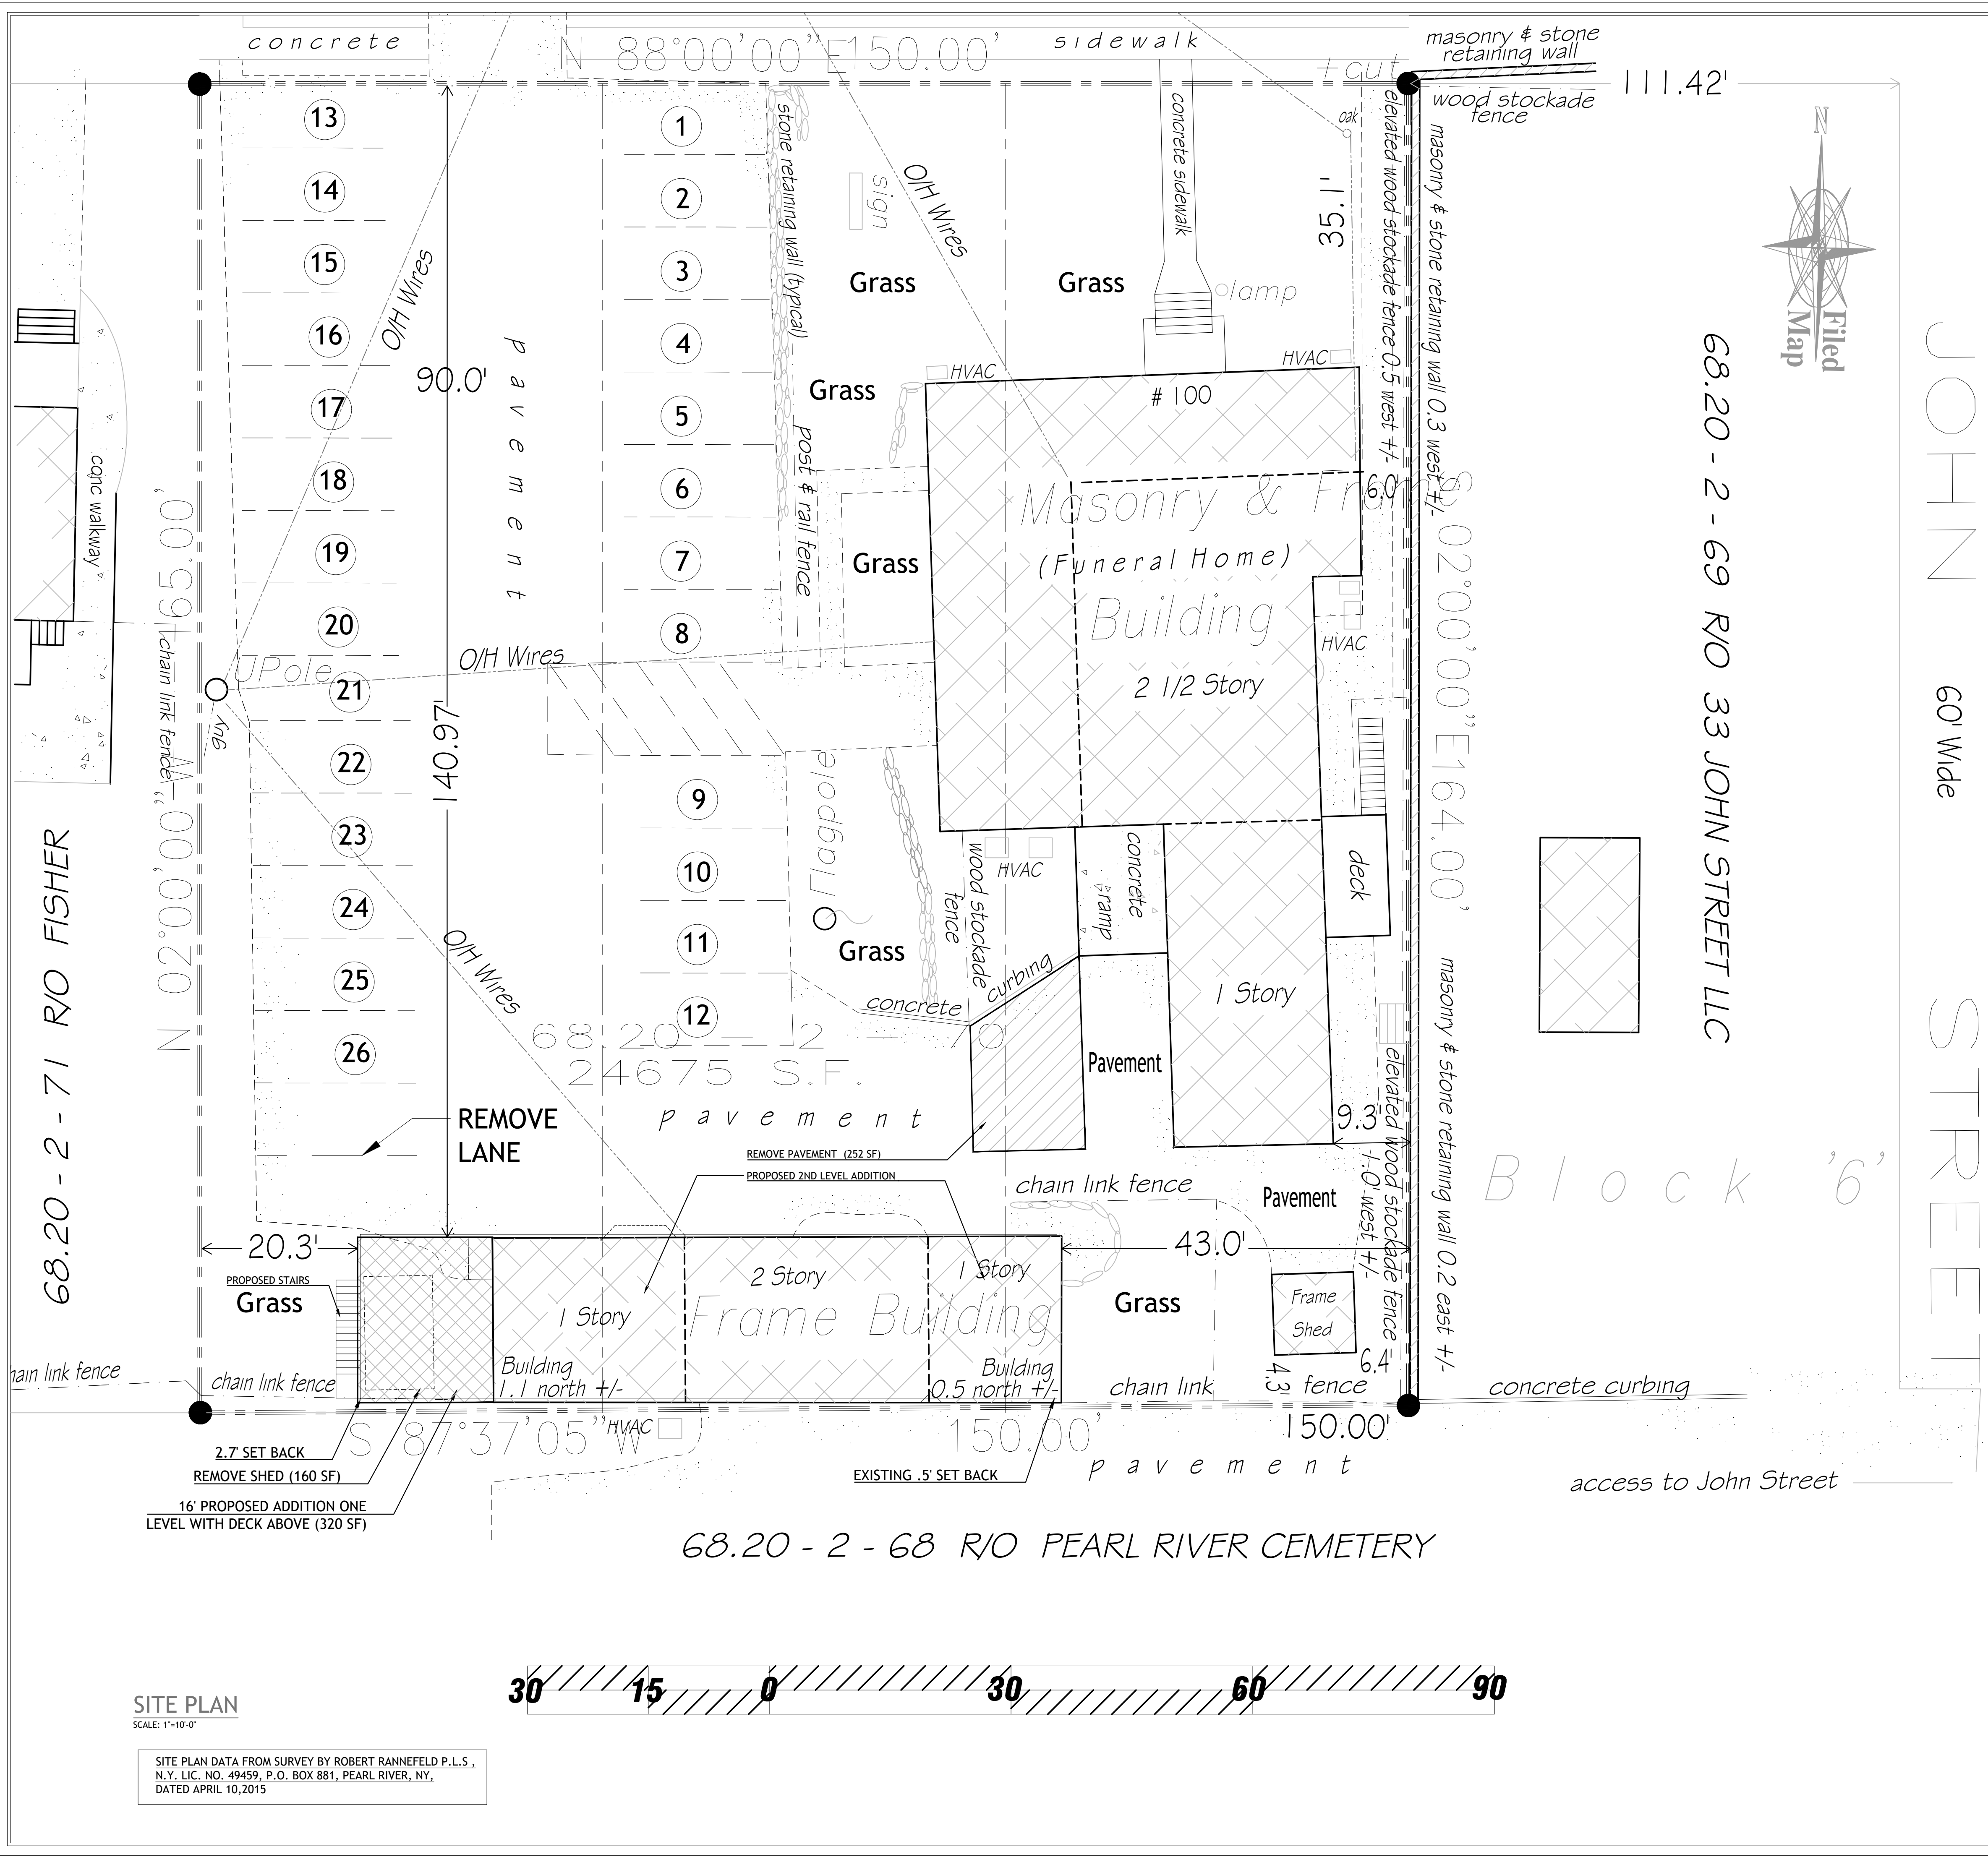 concrete
N 88°00'00"E 150.00'
sidewalk
masonry & stone
retaining wall
+ cut
111.42'
wood stockade
fence
oak
13
14
15
16
17
18
19
20
21
22
23
24
25
26
1
2
3
4
5
6
7
8
9
10
11
12
stone retaining wall (typical)
sign
O/H Wires
concrete sidewalk
35.1'
elevated wood stockade fence 0.5 west +/-
masonry & stone retaining wall 0.3 west +/-
N
Filed
Map
JOHN
STREET
60' Wide
68.20 - 2 - 69 R/O 33 JOHN STREET LLC
O/H Wires
pavement
90.0'
Grass
Grass
lamp
HVAC
HVAC
Grass
# 100
post & rail fence
conc walkway
Masonry & Frame
6.0'
(Funeral Home)
Building
2 1/2 Story
Grass
HVAC
S 02°00'00"E 164.00'
chain link fence
N 02°00'00"W 165.00'
UPole
guy
O/H Wires
140.97'
Flagpole
wood stockade
fence
HVAC
concrete
ramp
deck
Grass
O/H Wires
concrete
curbing
1 Story
68.20 - 2 - 70
24675 S.F.
Pavement
68.20 - 2 - 71 R/O FISHER
REMOVE
LANE
pavement
REMOVE PAVEMENT (252 SF)
PROPOSED 2ND LEVEL ADDITION
9.3'
elevated wood stockade fence
1.0' west +/-
masonry & stone retaining wall 0.2 east +/-
Block '6'
chain link fence
Pavement
20.3'
43.0'
PROPOSED STAIRS
Grass
1 Story
2 Story
1 Story
Frame Building
Grass
Frame
Shed
Building
1.1 north +/-
Building
0.5 north +/-
4.3'
6.4'
hain link fence
chain link fence
chain link fence
concrete curbing
S 87°37'05"W
HVAC
150.00'
150.00'
2.7' SET BACK
REMOVE SHED (160 SF)
EXISTING .5' SET BACK
pavement
access to John Street
16' PROPOSED ADDITION ONE
LEVEL WITH DECK ABOVE (320 SF)
68.20 - 2 - 68 R/O PEARL RIVER CEMETERY
30 15 0 30 60 90
SITE PLAN
SCALE: 1"=10'-0"
SITE PLAN DATA FROM SURVEY BY ROBERT RANNEFELD P.L.S ,
N.Y. LIC. NO. 49459, P.O. BOX 881, PEARL RIVER, NY,
DATED APRIL 10,2015